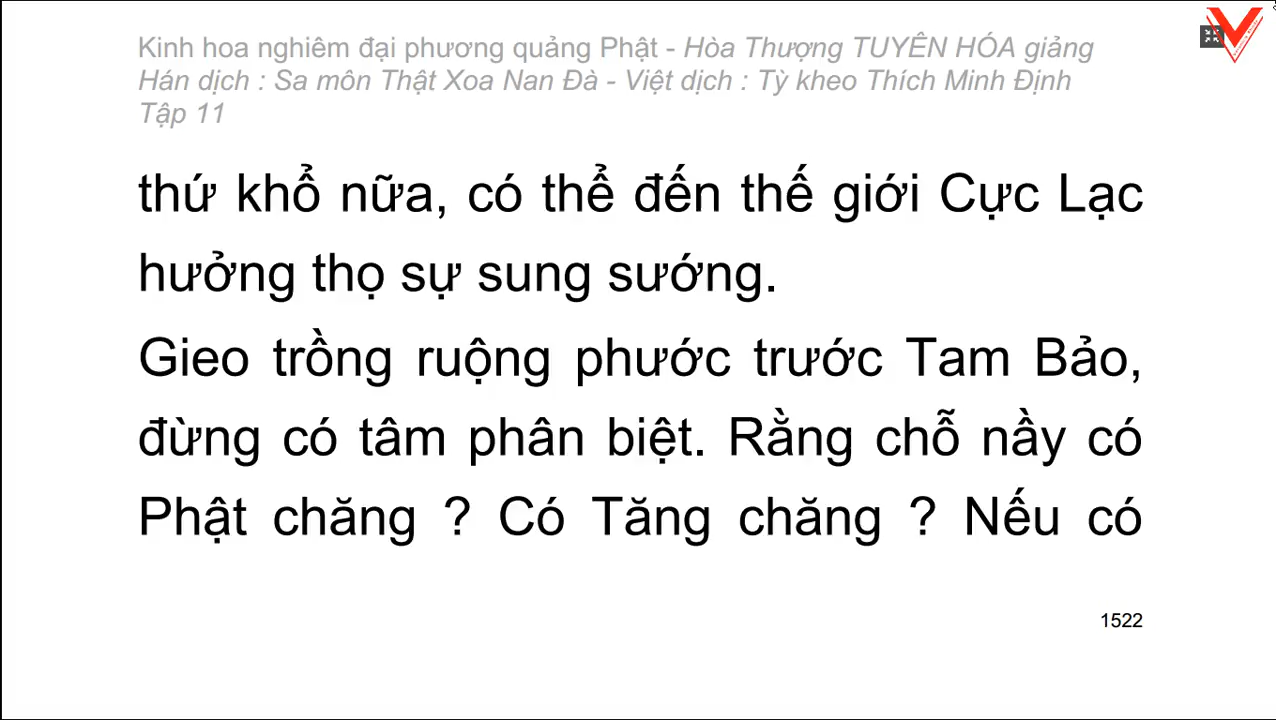 Kinh hoa nghiêm đại phương quảng Phật - Hòa Thượng TUYÊN HÓA giảng
Hán dịch : Sa môn Thật Xoa Nan Đà - Việt dịch : Tỳ kheo Thích Minh Định
Tập 11
thứ khổ nữa, có thể đến thế giới Cực Lạc
hưởng thọ sự sung sướng.
Gieo trồng ruộng phước trước Tam Bảo,
đừng có tâm phân biệt. Rằng chỗ nầy có
Phật chăng ? Có Tăng chăng ? Nếu có
1522